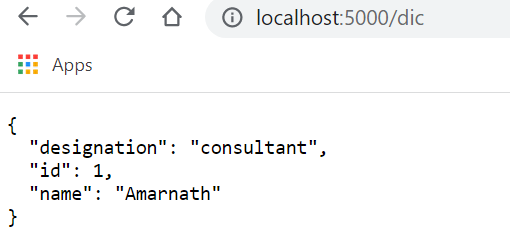 localhost:5000/dic
Apps
{
  "designation": "consultant",
  "id": 1,
  "name": "Amarnath"
}